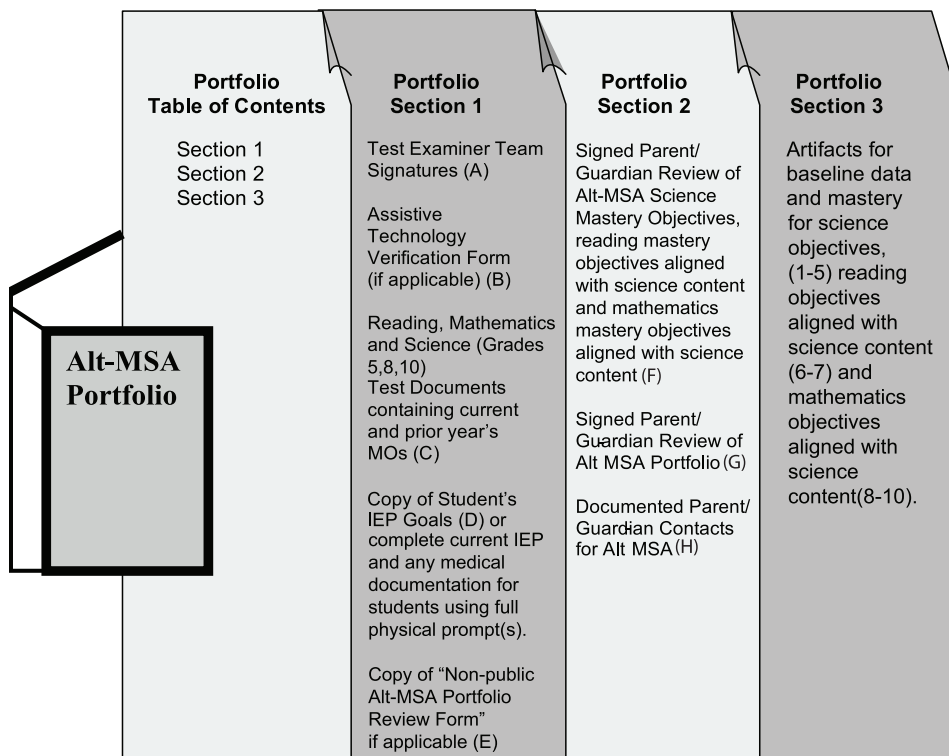 Alt-MSA
Portfolio
Portfolio
Table of Contents
Section 1
Section 2
Section 3
Portfolio
Section 1
Test Examiner Team
Signatures (A)
Assistive
Technology
Verification Form
(if applicable) (B)
Reading, Mathematics
and Science (Grades
5,8,10)
Test Documents
containing current
and prior year's
MOs (C)
Copy of Student's
IEP Goals (D) or
complete current IEP
and any medical
documentation for
students using full
physical prompt(s).
Copy of "Non-public
Alt-MSA Portfolio
Review Form"
if applicable (E)
Portfolio
Section 2
Signed Parent/
Guardian Review of
Alt-MSA Science
Mastery Objectives,
reading mastery
objectives aligned
with science content
and mathematics
mastery objectives
aligned with science
content (F)
Signed Parent/
Guardian Review of
Alt MSA Portfolio (G)
Documented Parent/
Guardian Contacts
for Alt MSA (H)
Portfolio
Section 3
Artifacts for
baseline data
and mastery
for science
objectives,
(1-5) reading
objectives
aligned with
science content
(6-7) and
mathematics
objectives
aligned with
science
content(8-10).